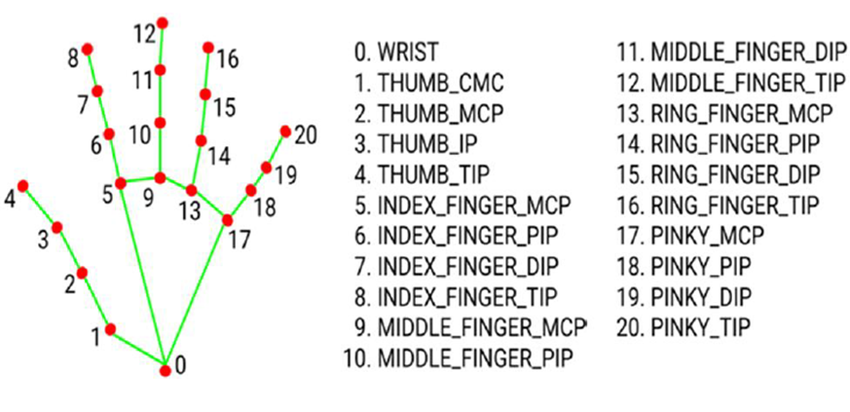 12
8
16
11
7
15
10
6
14
20
19
4
5
9
13
18
3
17
2
1
0
0. WRIST
1. THUMB_CMC
2. THUMB_MCP
3. THUMB_IP
4. THUMB_TIP
5. INDEX_FINGER_MCP
6. INDEX_FINGER_PIP
7. INDEX_FINGER_DIP
8. INDEX_FINGER_TIP
9. MIDDLE_FINGER_MCP
10. MIDDLE_FINGER_PIP
11. MIDDLE_FINGER_DIP
12. MIDDLE_FINGER_TIP
13. RING_FINGER_MCP
14. RING_FINGER_PIP
15. RING_FINGER_DIP
16. RING_FINGER_TIP
17. PINKY_MCP
18. PINKY_PIP
19. PINKY_DIP
20. PINKY_TIP